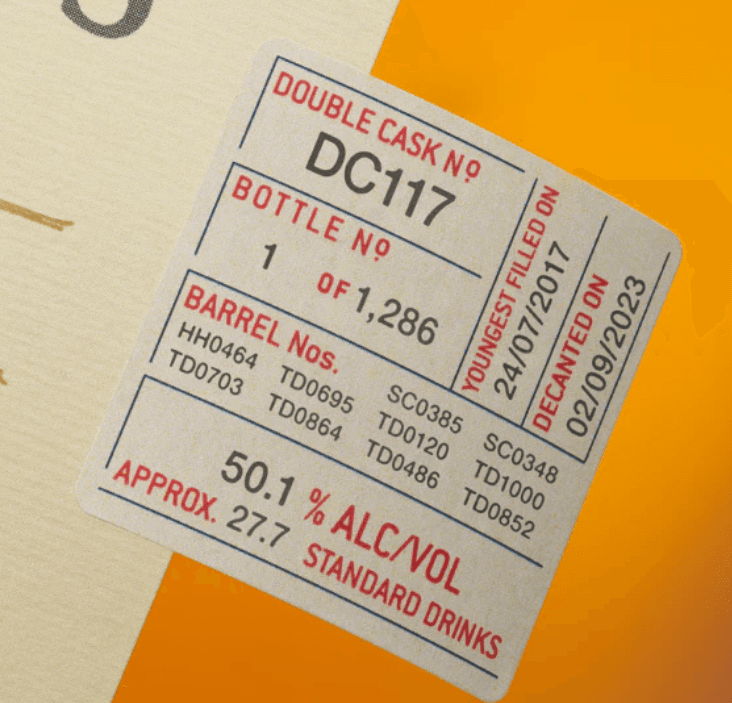 DOUBLE CASK Nº
DC117
BOTTLE Nº
1 OF 1,286
BARREL Nos.
HH0464 TD0695 SC0385 SC0348
TD0703 TD0864 TD0120 TD1000
TD0486 TD0852
50.1 % ALC/VOL
APPROX. 27.7 STANDARD DRINKS
YOUNGEST FILLED ON
24/07/2017
DECANTED ON
02/09/2023